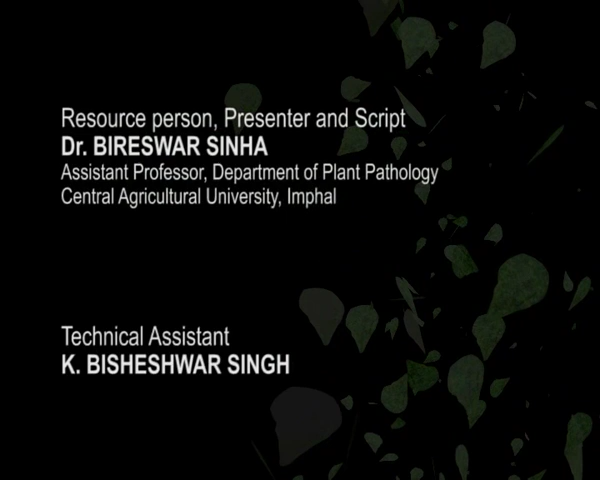 Resource person, Presenter and Script
Dr. BIRESWAR SINHA
Assistant Professor, Department of Plant Pathology
Central Agricultural University, Imphal
Technical Assistant
K. BISHESHWAR SINGH